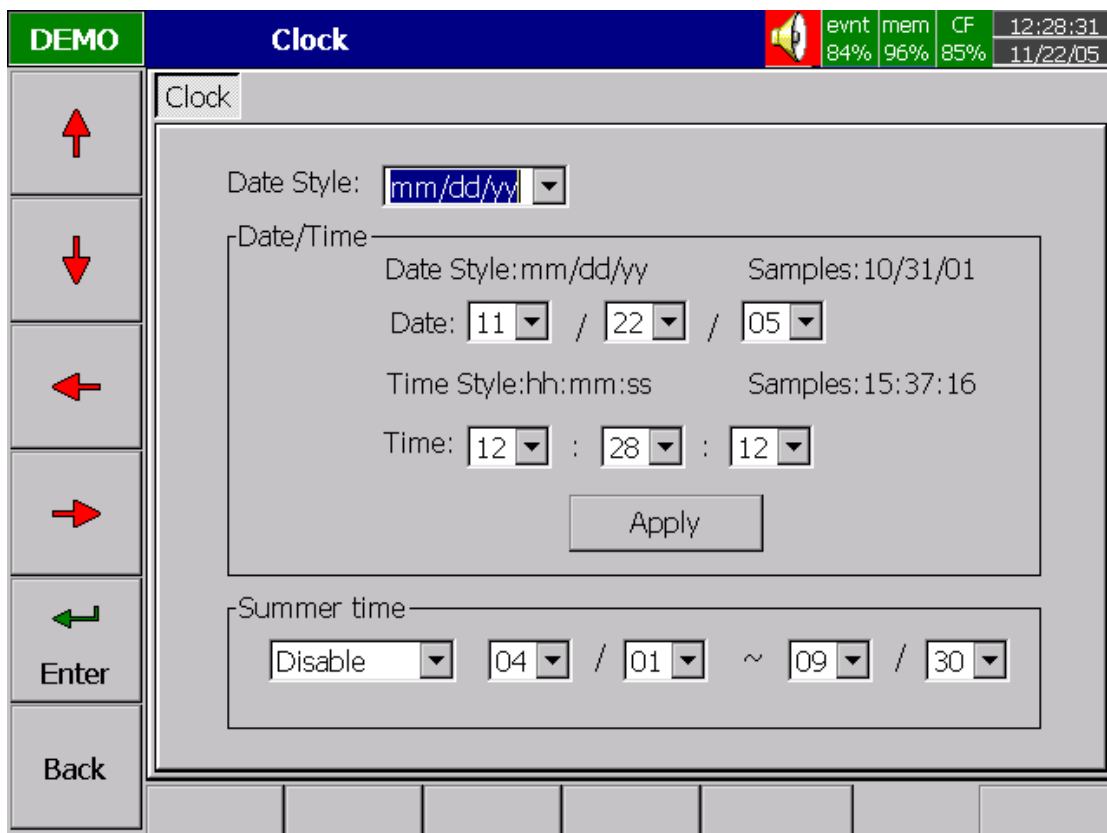 DEMO Clock evnt mem CF 12:28:31
84% 96% 85% 11/22/05
Clock
Date Style: mm/dd/yy
Date/Time
Date Style:mm/dd/yy Samples:10/31/01
Date: 11 / 22 / 05
Time Style:hh:mm:ss Samples:15:37:16
Time: 12 : 28 : 12
Apply
Summer time
Disable 04 / 01 ~ 09 / 30
Enter
Back